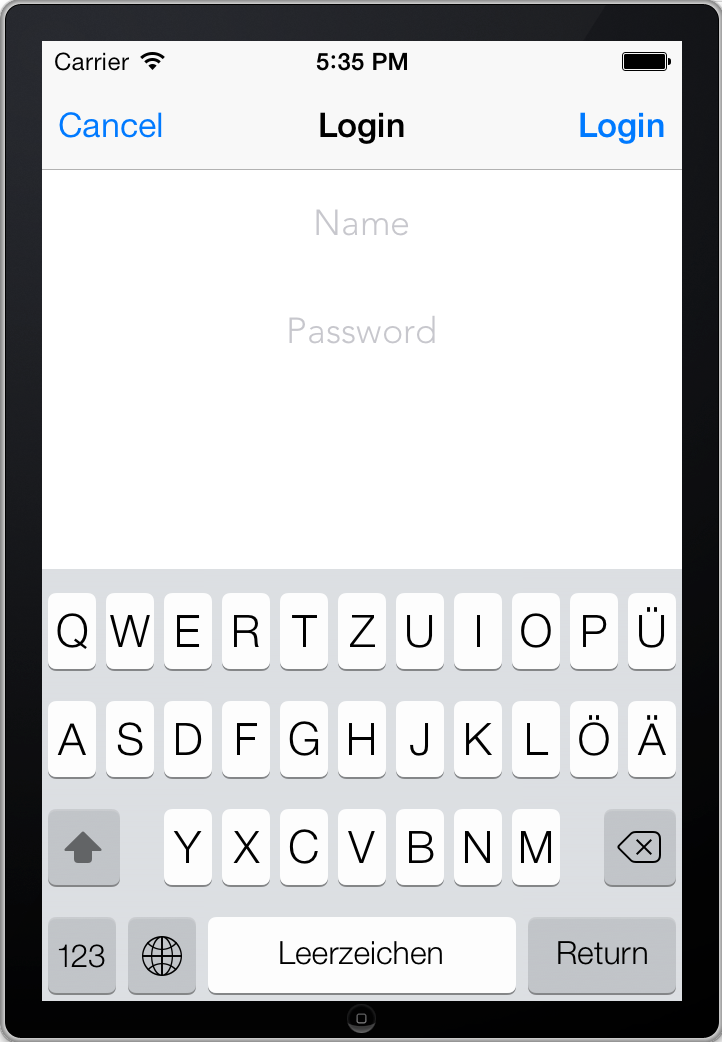 Carrier 5:35 PM
Cancel Login Login
Name
Password
Q W E R T Z U I O P Ü
A S D F G H J K L Ö Ä
Y X C V B N M
123 Leerzeichen Return